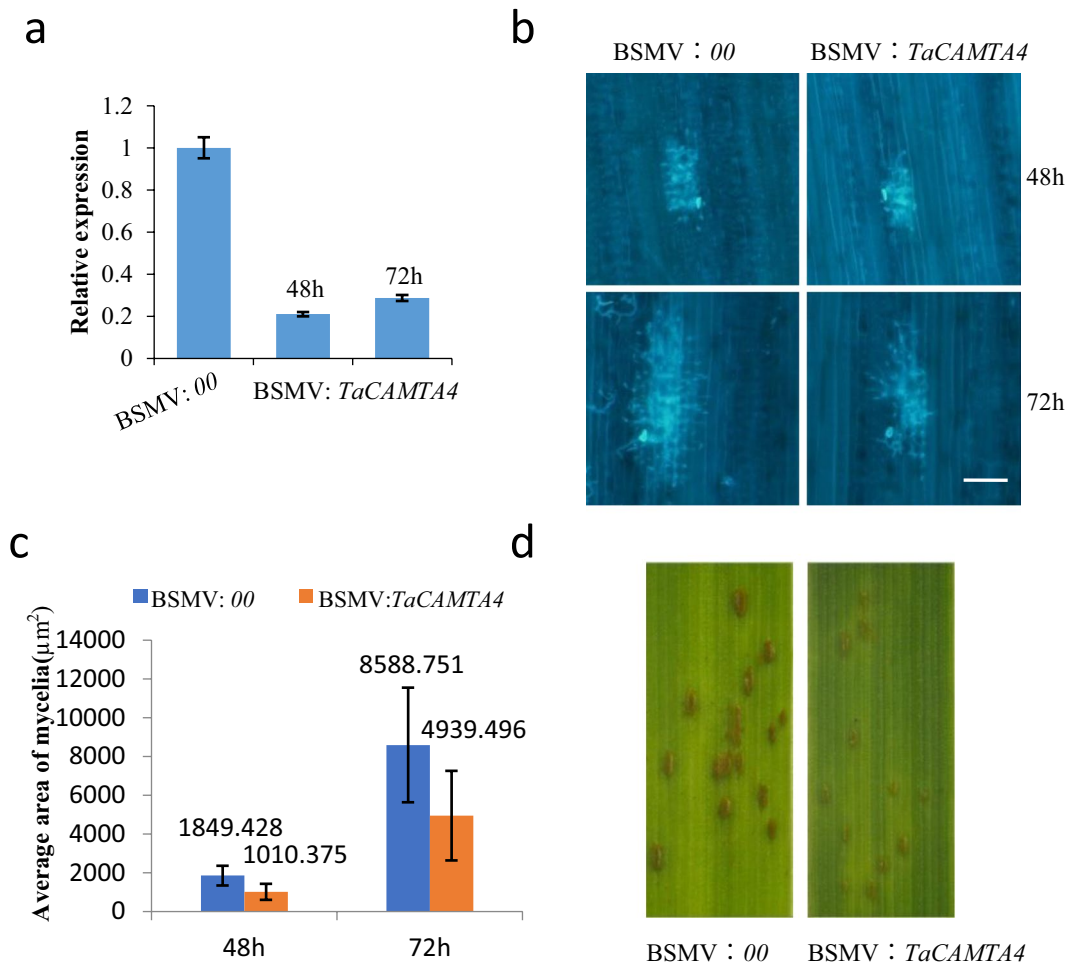 a
Relative expression
1.2
1
0.8
0.6
0.4
0.2
0
48h
72h
BSMV: 00
BSMV: TaCAMTA4
b
BSMV：00
BSMV：TaCAMTA4
48h
72h
c
BSMV: 00
BSMV:TaCAMTA4
Average area of mycelia(μm²)
14000
12000
10000
8000
6000
4000
2000
0
1849.428
1010.375
8588.751
4939.496
48h
72h
d
BSMV：00
BSMV：TaCAMTA4